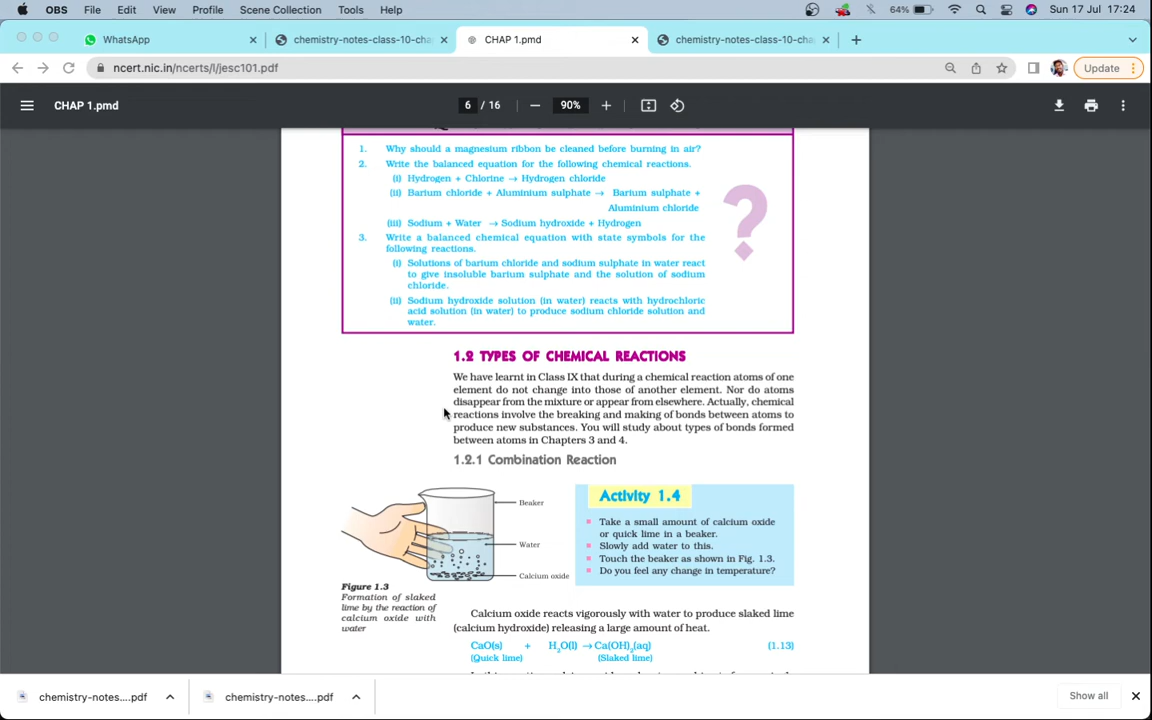 OBS File Edit View Profile Scene Collection Tools Help 64% Sun 17 Jul 17:24
WhatsApp chemistry-notes-class-10-cha CHAP 1.pmd chemistry-notes-class-10-cha
ncert.nic.in/ncerts/l/jesc101.pdf Update
CHAP 1.pmd 6 / 16 90%
1. Why should a magnesium ribbon be cleaned before burning in air?
2. Write the balanced equation for the following chemical reactions.
(i) Hydrogen + Chlorine → Hydrogen chloride
(ii) Barium chloride + Aluminium sulphate → Barium sulphate +
Aluminium chloride
(iii) Sodium + Water → Sodium hydroxide + Hydrogen
3. Write a balanced chemical equation with state symbols for the
following reactions.
(i) Solutions of barium chloride and sodium sulphate in water react
to give insoluble barium sulphate and the solution of sodium
chloride.
(ii) Sodium hydroxide solution (in water) reacts with hydrochloric
acid solution (in water) to produce sodium chloride solution and
water.
?
1.2 TYPES OF CHEMICAL REACTIONS
We have learnt in Class IX that during a chemical reaction atoms of one
element do not change into those of another element. Nor do atoms
disappear from the mixture or appear from elsewhere. Actually, chemical
reactions involve the breaking and making of bonds between atoms to
produce new substances. You will study about types of bonds formed
between atoms in Chapters 3 and 4.
1.2.1 Combination Reaction
Beaker
Water
Calcium oxide
Figure 1.3
Formation of slaked
lime by the reaction of
calcium oxide with
water
Activity 1.4
Take a small amount of calcium oxide
or quick lime in a beaker.
Slowly add water to this.
Touch the beaker as shown in Fig. 1.3.
Do you feel any change in temperature?
Calcium oxide reacts vigorously with water to produce slaked lime
(calcium hydroxide) releasing a large amount of heat.
CaO(s) + H₂O(l) → Ca(OH)₂(aq) (1.13)
(Quick lime) (Slaked lime)
chemistry-notes....pdf chemistry-notes....pdf Show all